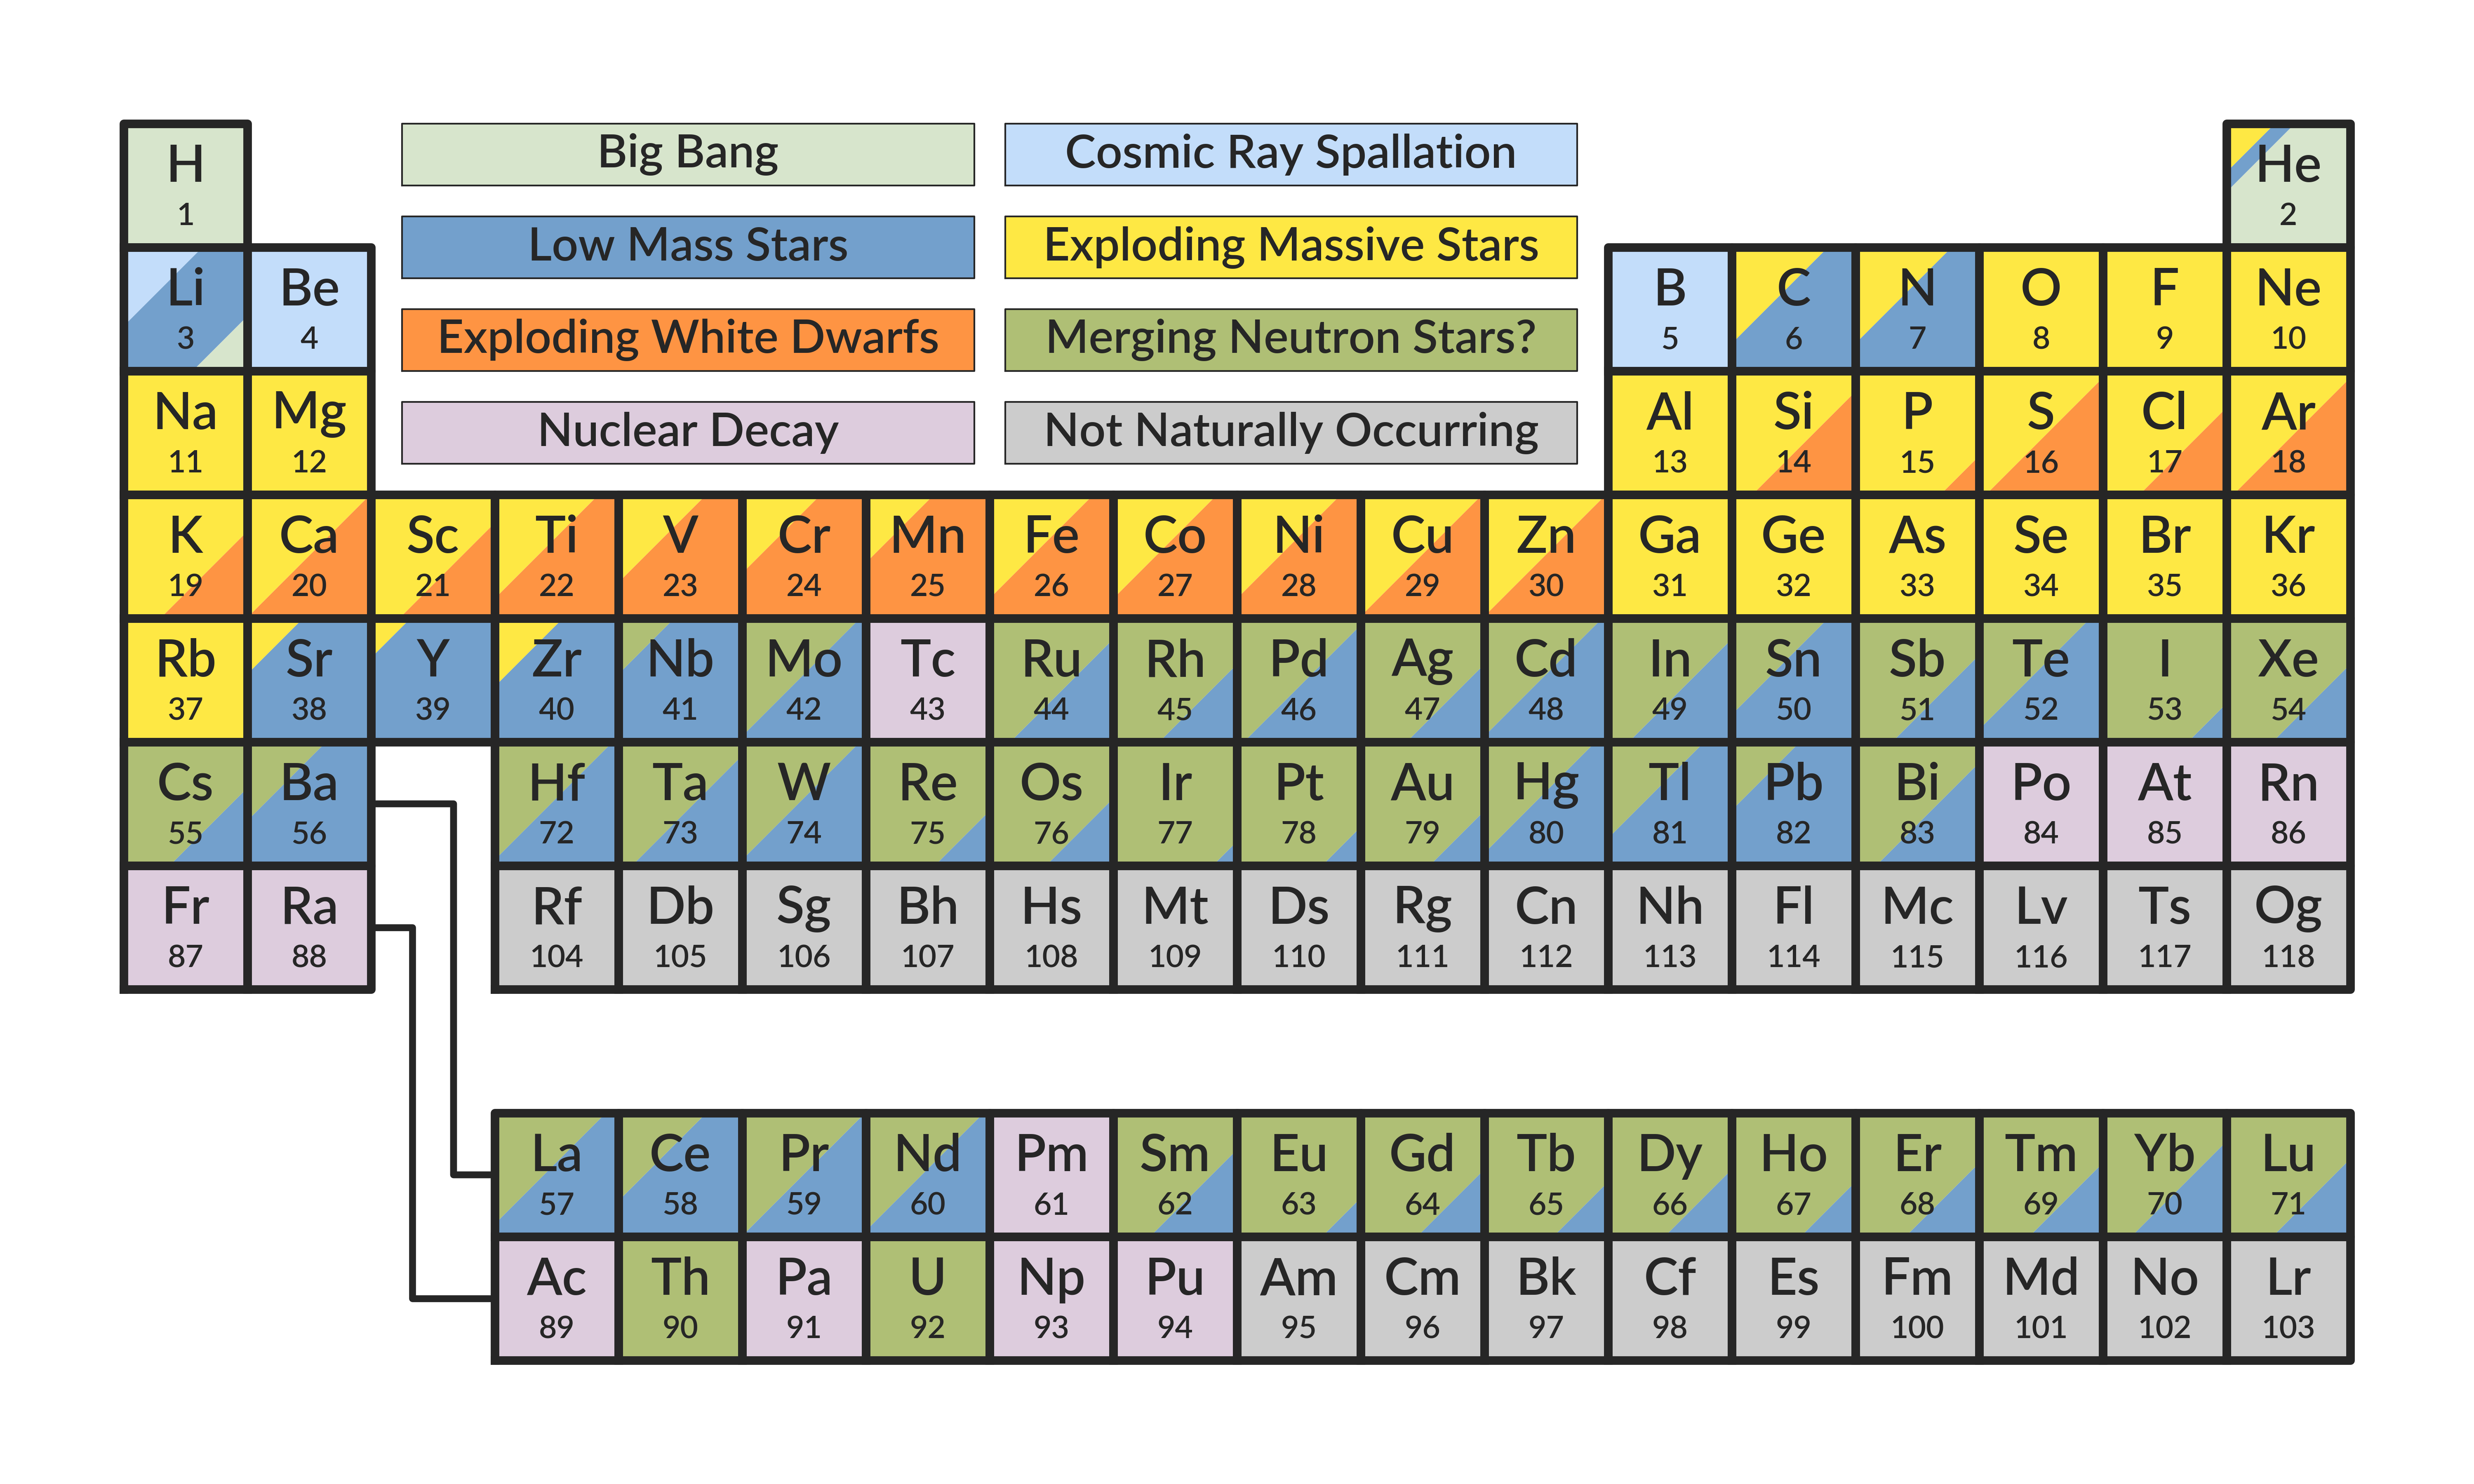 H
1
Big Bang
Cosmic Ray Spallation
He
2
Low Mass Stars
Exploding Massive Stars
Exploding White Dwarfs
Merging Neutron Stars?
Nuclear Decay
Not Naturally Occurring
Li Be B C N O F Ne
3 4 5 6 7 8 9 10
Na Mg Al Si P S Cl Ar
11 12 13 14 15 16 17 18
K Ca Sc Ti V Cr Mn Fe Co Ni Cu Zn Ga Ge As Se Br Kr
19 20 21 22 23 24 25 26 27 28 29 30 31 32 33 34 35 36
Rb Sr Y Zr Nb Mo Tc Ru Rh Pd Ag Cd In Sn Sb Te I Xe
37 38 39 40 41 42 43 44 45 46 47 48 49 50 51 52 53 54
Cs Ba Hf Ta W Re Os Ir Pt Au Hg Tl Pb Bi Po At Rn
55 56 72 73 74 75 76 77 78 79 80 81 82 83 84 85 86
Fr Ra Rf Db Sg Bh Hs Mt Ds Rg Cn Nh Fl Mc Lv Ts Og
87 88 104 105 106 107 108 109 110 111 112 113 114 115 116 117 118
La Ce Pr Nd Pm Sm Eu Gd Tb Dy Ho Er Tm Yb Lu
57 58 59 60 61 62 63 64 65 66 67 68 69 70 71
Ac Th Pa U Np Pu Am Cm Bk Cf Es Fm Md No Lr
89 90 91 92 93 94 95 96 97 98 99 100 101 102 103